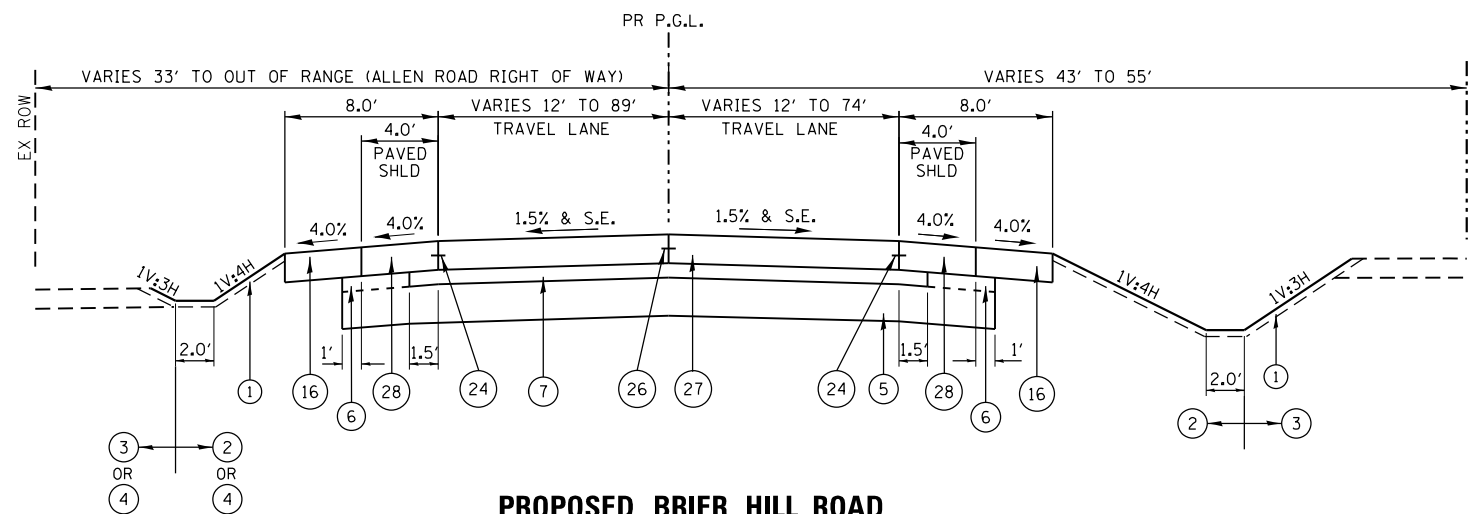 PR P.G.L.
VARIES 33' TO OUT OF RANGE (ALLEN ROAD RIGHT OF WAY)
VARIES 43' TO 55'
EX ROW
8.0'
VARIES 12' TO 89'
VARIES 12' TO 74'
8.0'
TRAVEL LANE
TRAVEL LANE
4.0'
PAVED
SHLD
4.0'
PAVED
SHLD
4.0%
4.0%
1.5% & S.E.
1.5% & S.E.
4.0%
4.0%
1V:3H
1V:4H
1V:4H
1V:3H
2.0'
1'
1.5'
1.5'
1'
2.0'
1
16
6
28
24
7
26
27
24
5
28
6
16
1
3
2
OR
OR
4
4
2
3
PROPOSED BRIER HILL ROAD